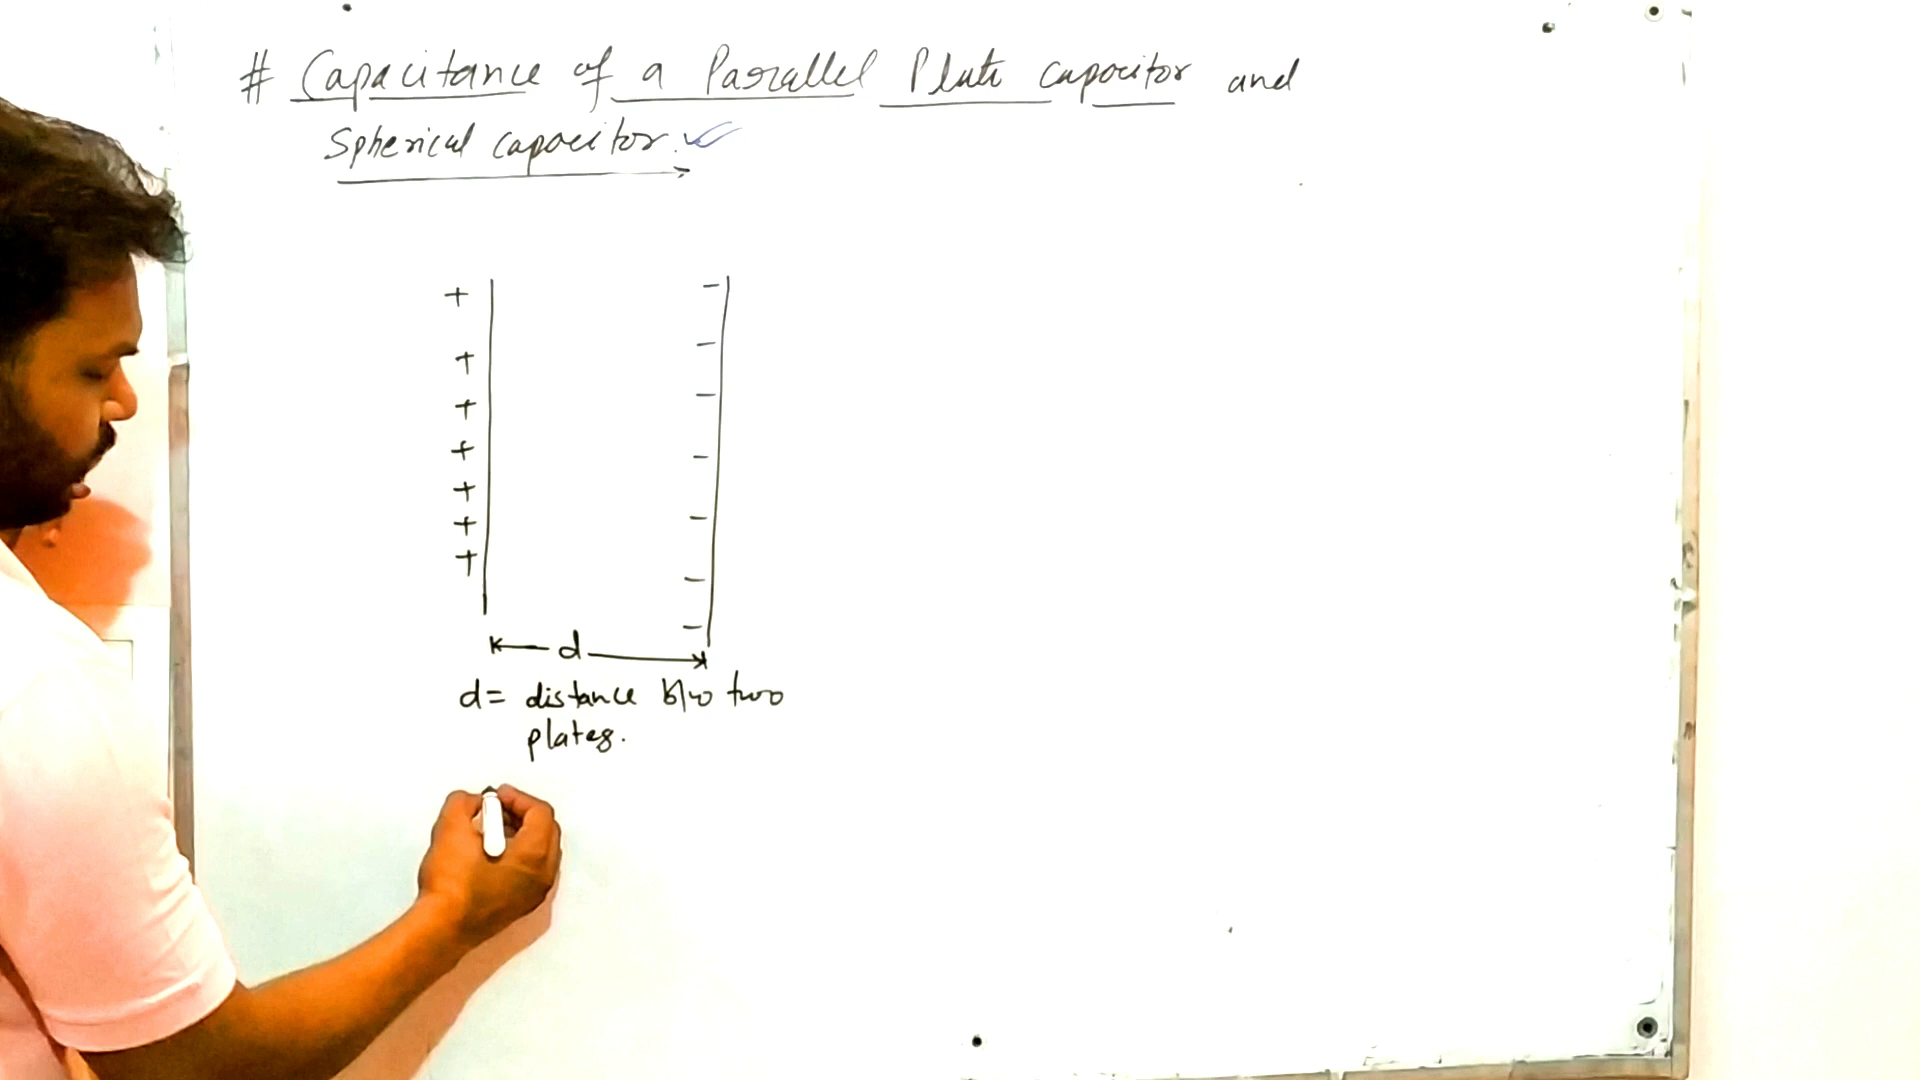 # Capacitance of a Parallel Plate capacitor and
Spherical capacitor.
+ -
+ -
+ -
+ -
+ -
+ -
+ -
d
d= distance b/w two
plates.